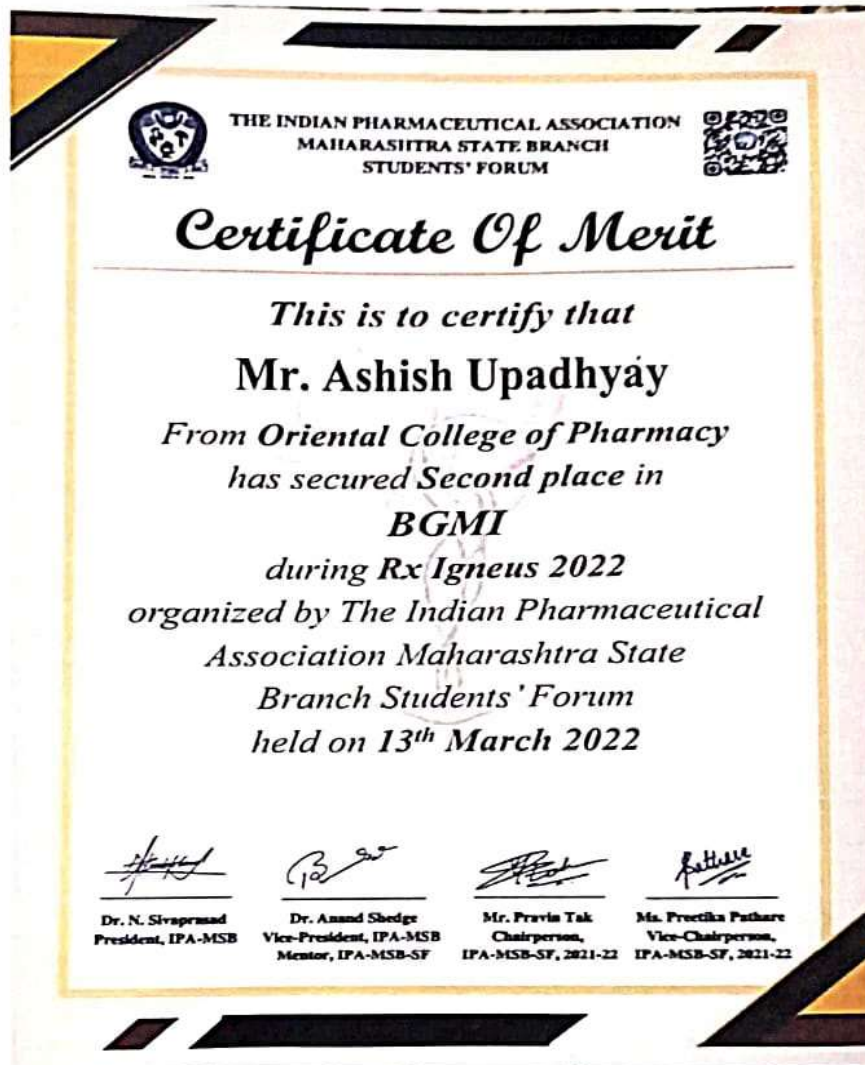 THE INDIAN PHARMACEUTICAL ASSOCIATION
MAHARASHTRA STATE BRANCH
STUDENTS' FORUM
Certificate Of Merit
This is to certify that
Mr. Ashish Upadhyay
From Oriental College of Pharmacy
has secured Second place in
BGMI
during Rx Igneus 2022
organized by The Indian Pharmaceutical
Association Maharashtra State
Branch Students' Forum
held on 13th March 2022
Dr. N. Sivaprasad
President, IPA-MSB
Dr. Anand Shedge
Vice-President, IPA-MSB
Mentor, IPA-MSB-SF
Mr. Pravin Tak
Chairperson,
IPA-MSB-SF, 2021-22
Ms. Preetika Pathare
Vice-Chairperson,
IPA-MSB-SF, 2021-22